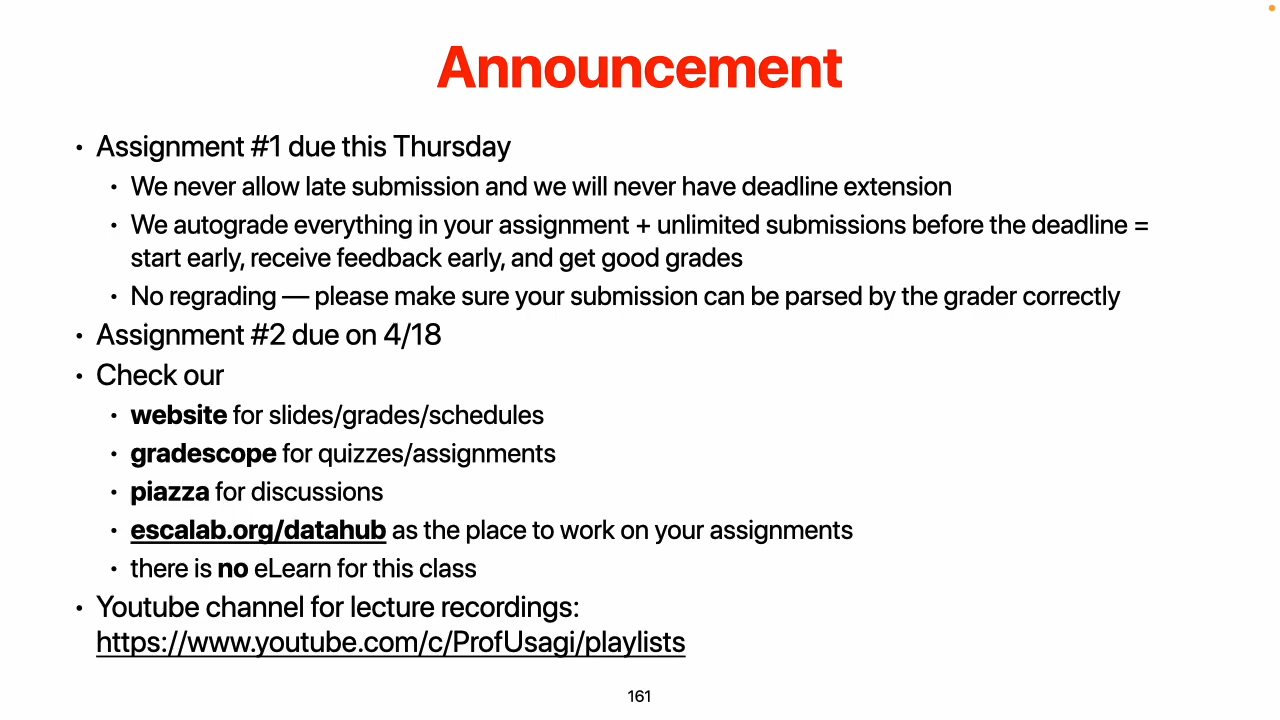 Announcement
• Assignment #1 due this Thursday
• We never allow late submission and we will never have deadline extension
• We autograde everything in your assignment + unlimited submissions before the deadline =
start early, receive feedback early, and get good grades
• No regrading — please make sure your submission can be parsed by the grader correctly
• Assignment #2 due on 4/18
• Check our
• website for slides/grades/schedules
• gradescope for quizzes/assignments
• piazza for discussions
• escalab.org/datahub as the place to work on your assignments
• there is no eLearn for this class
• Youtube channel for lecture recordings:
https://www.youtube.com/c/ProfUsagi/playlists
161